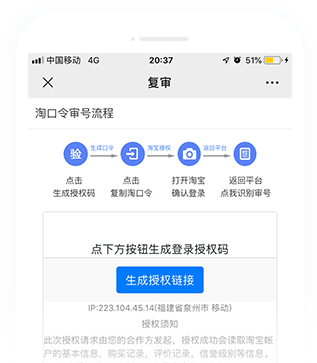 中国移动 4G 20:37 51%
复审
淘口令审号流程
生成口令 淘宝授权 返回平台
验
点击 点击 打开淘宝 返回平台
生成授权码 复制淘口令 确认登录 点我识别审号
点下方按钮生成登录授权码
生成授权链接
IP:223.104.45.14(福建省泉州市 移动)
授权须知
此次授权请求由您的合作方发起，授权成功会读取淘宝帐
户的基本信息、购买记录、评价记录，信誉级别等信息。